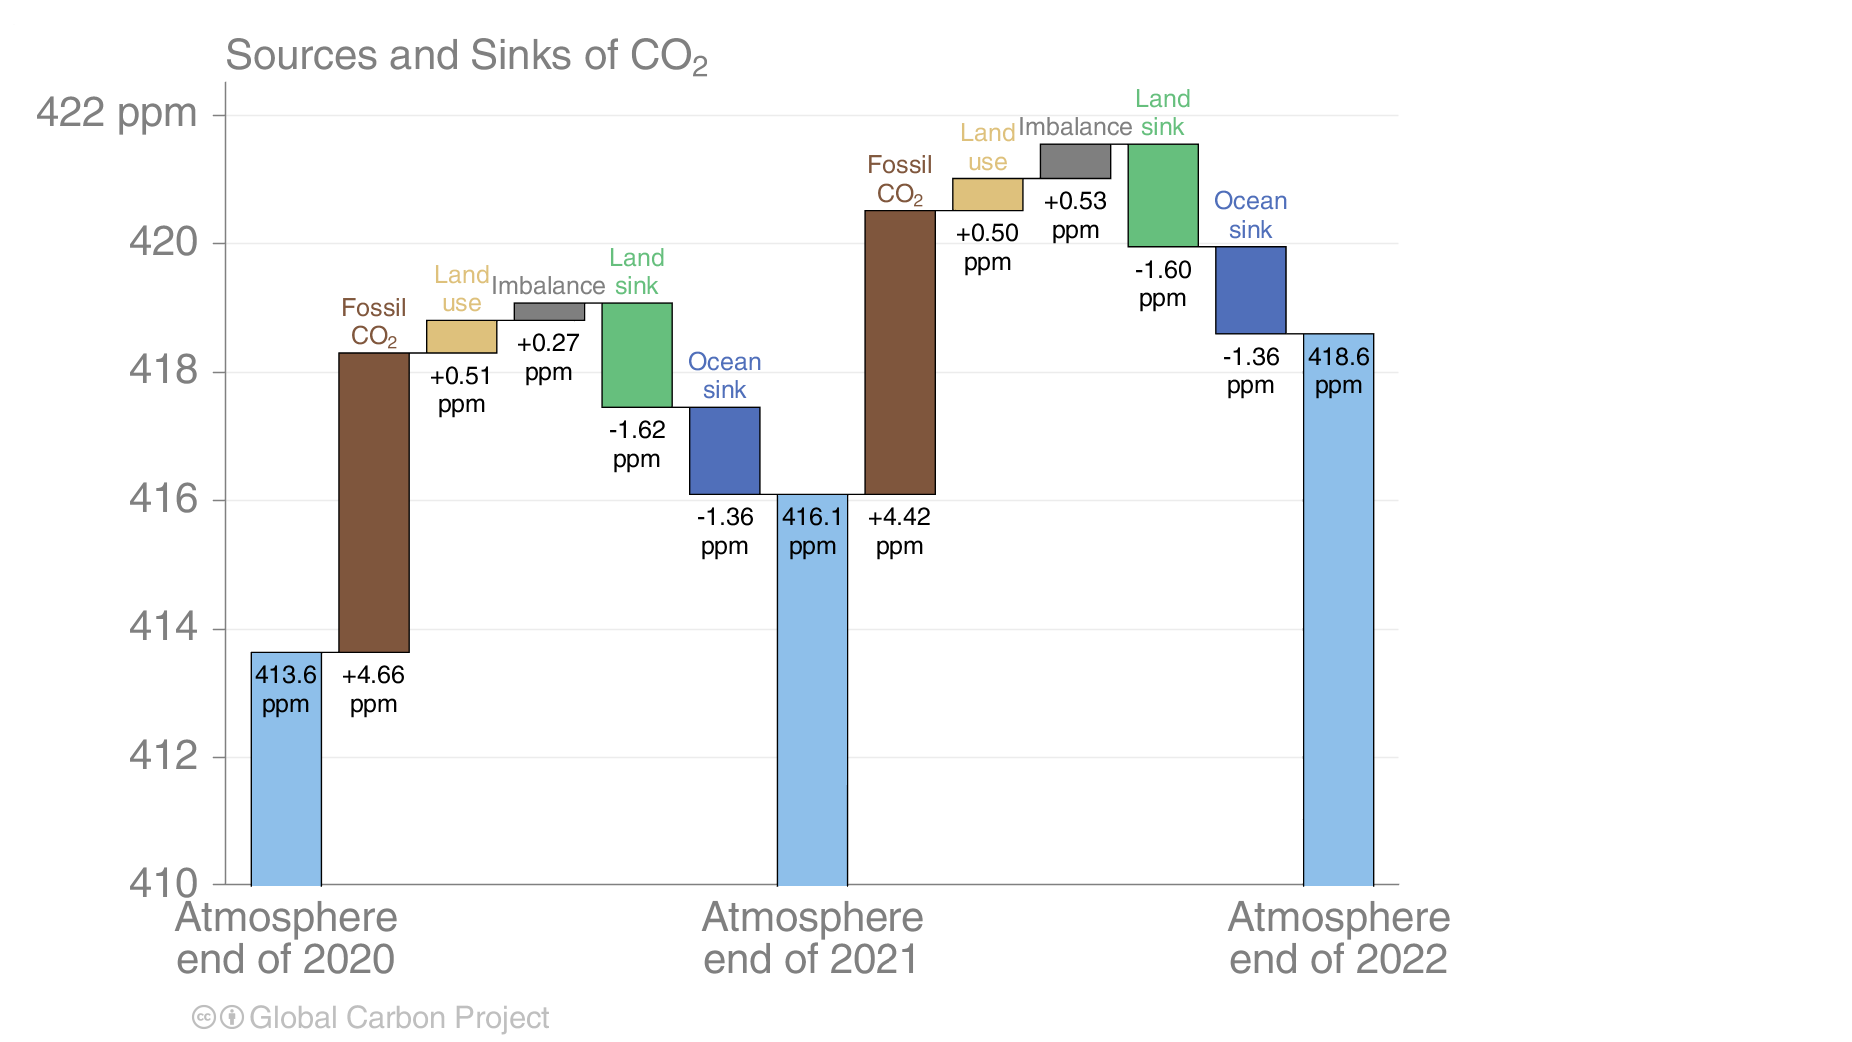 Sources and Sinks of CO₂
422 ppm
420
418
416
414
412
410
413.6
ppm
Fossil
CO₂
+4.66
ppm
Land
use
+0.51
ppm
Imbalance
+0.27
ppm
Land
sink
-1.62
ppm
Ocean
sink
-1.36
ppm
416.1
ppm
Fossil
CO₂
+4.42
ppm
Land
use
+0.50
ppm
Imbalance
+0.53
ppm
Land
sink
-1.60
ppm
Ocean
sink
-1.36
ppm
418.6
ppm
Atmosphere
end of 2020
Atmosphere
end of 2021
Atmosphere
end of 2022
cc Global Carbon Project